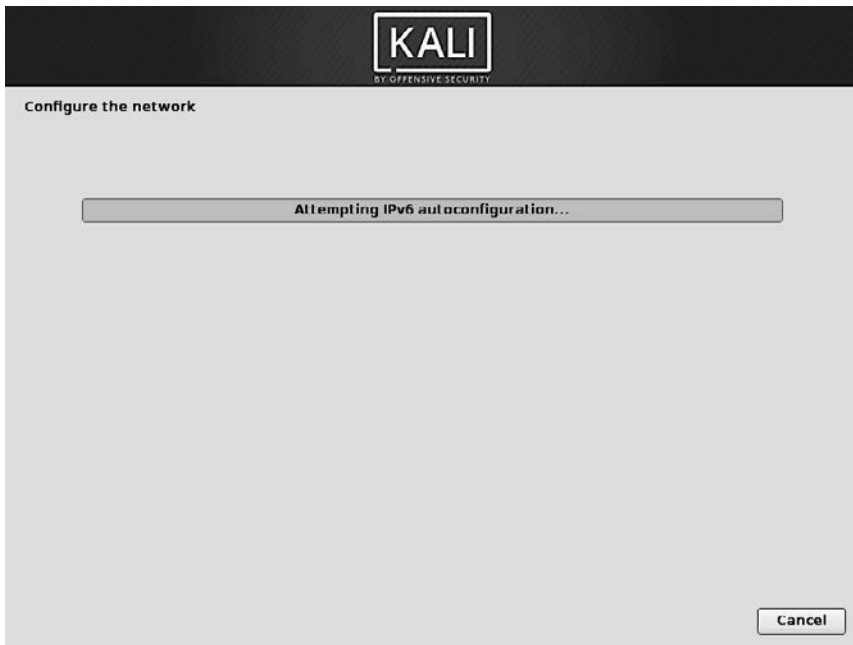 KALI
BY OFFENSIVE SECURITY
Configure the network
Attempting IPv6 autoconfiguration...
Cancel